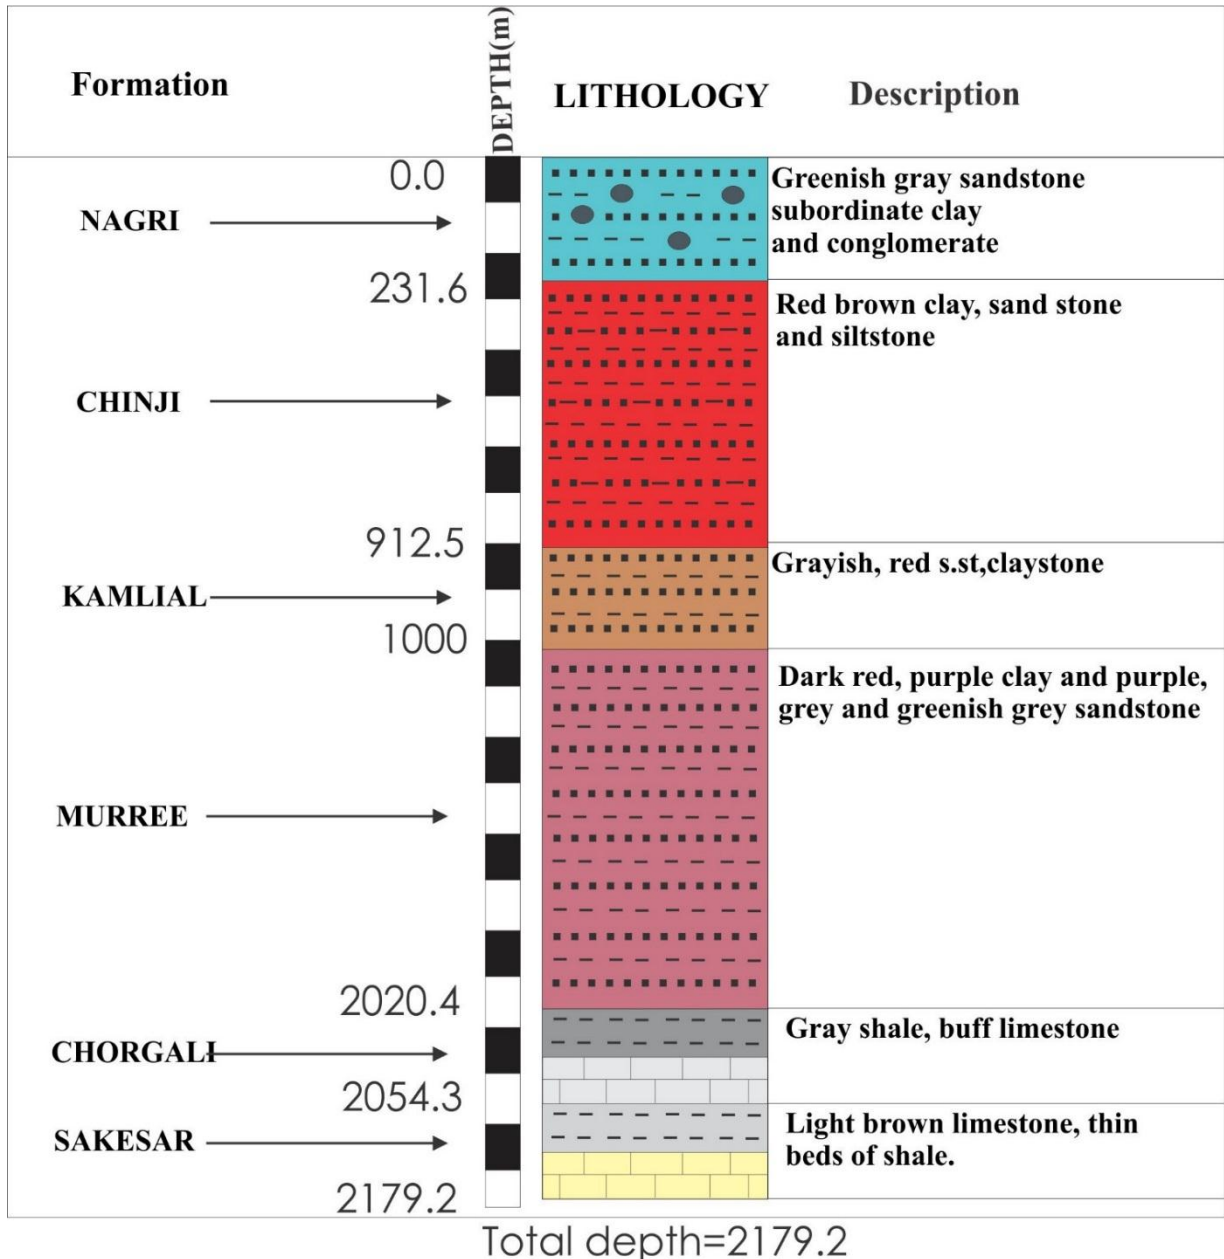 Formation
DEPTH(m)
LITHOLOGY
Description
0.0
NAGRI
Greenish gray sandstone
subordinate clay
and conglomerate
231.6
CHINJI
Red brown clay, sand stone
and siltstone
912.5
KAMLIAL
Grayish, red s.st,claystone
1000
MURREE
Dark red, purple clay and purple,
grey and greenish grey sandstone
2020.4
CHORGALI
Gray shale, buff limestone
2054.3
SAKESAR
Light brown limestone, thin
beds of shale.
2179.2
Total depth=2179.2